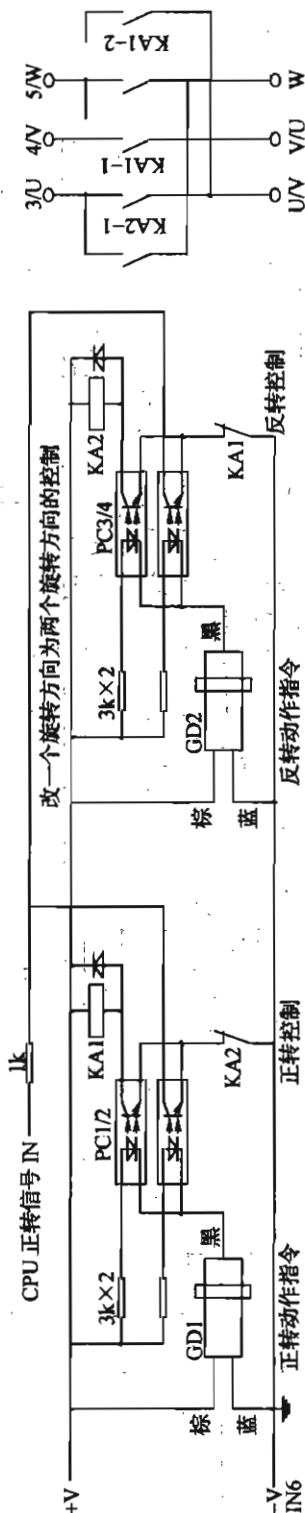 +V
-V
IN6
CPU 正转信号 IN
1k
改一个旋转方向为两个旋转方向的控制
3k×2
PC1/2
KA1
棕
蓝
黑
GD1
KA2
正转动作指令
正转控制
3k×2
PC3/4
KA2
棕
蓝
黑
GD2
KA1
反转动作指令
反转控制
3/U
4/V
5/W
KA2-1
KA1-1
KA1-2
U/V
V/U
W